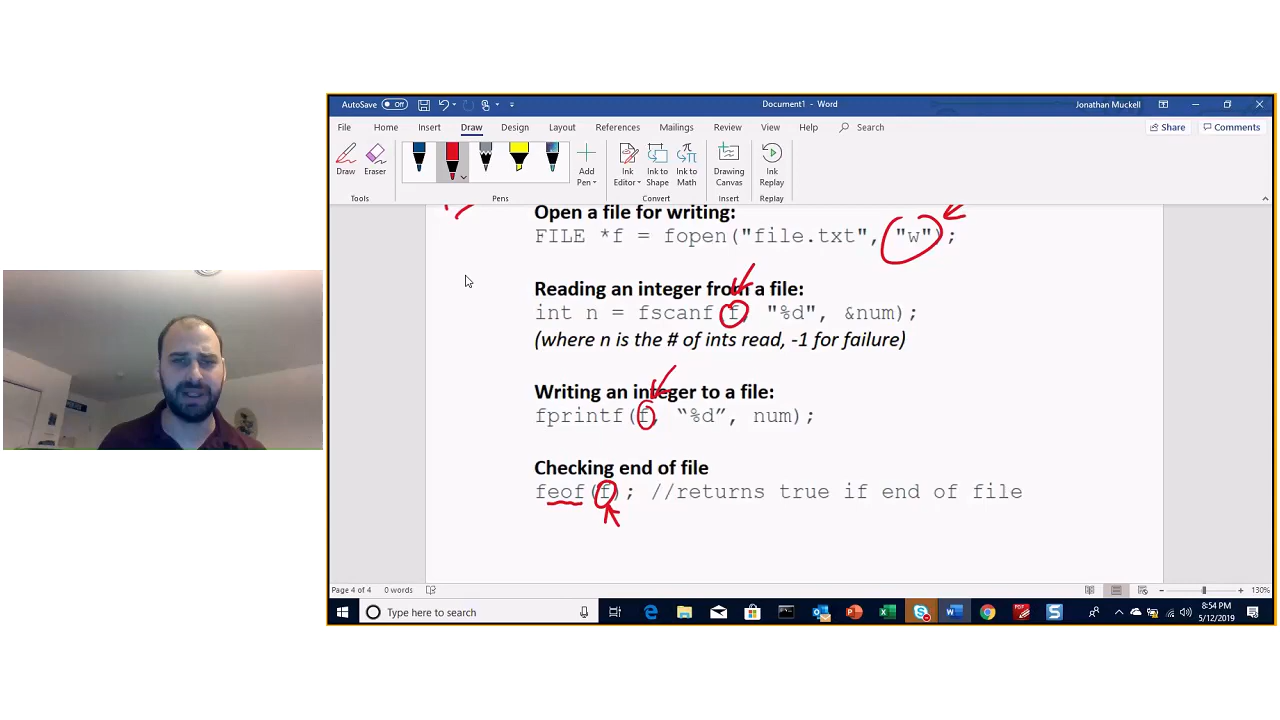 AutoSave Off
Document1 - Word
Jonathan Muckell
File Home Insert Draw Design Layout References Mailings Review View Help Search
Share Comments
Draw Eraser Add Pen Ink Editor Ink to Shape Ink to Math Drawing Canvas Ink Replay
Tools Pens Convert Insert Replay
Open a file for writing:
FILE *f = fopen("file.txt", "w");
Reading an integer from a file:
int n = fscanf(f, "%d", &num);
(where n is the # of ints read, -1 for failure)
Writing an integer to a file:
fprintf(f, “%d”, num);
Checking end of file
feof(f); //returns true if end of file
Page 4 of 4 0 words
130%
Type here to search
8:54 PM
5/12/2019